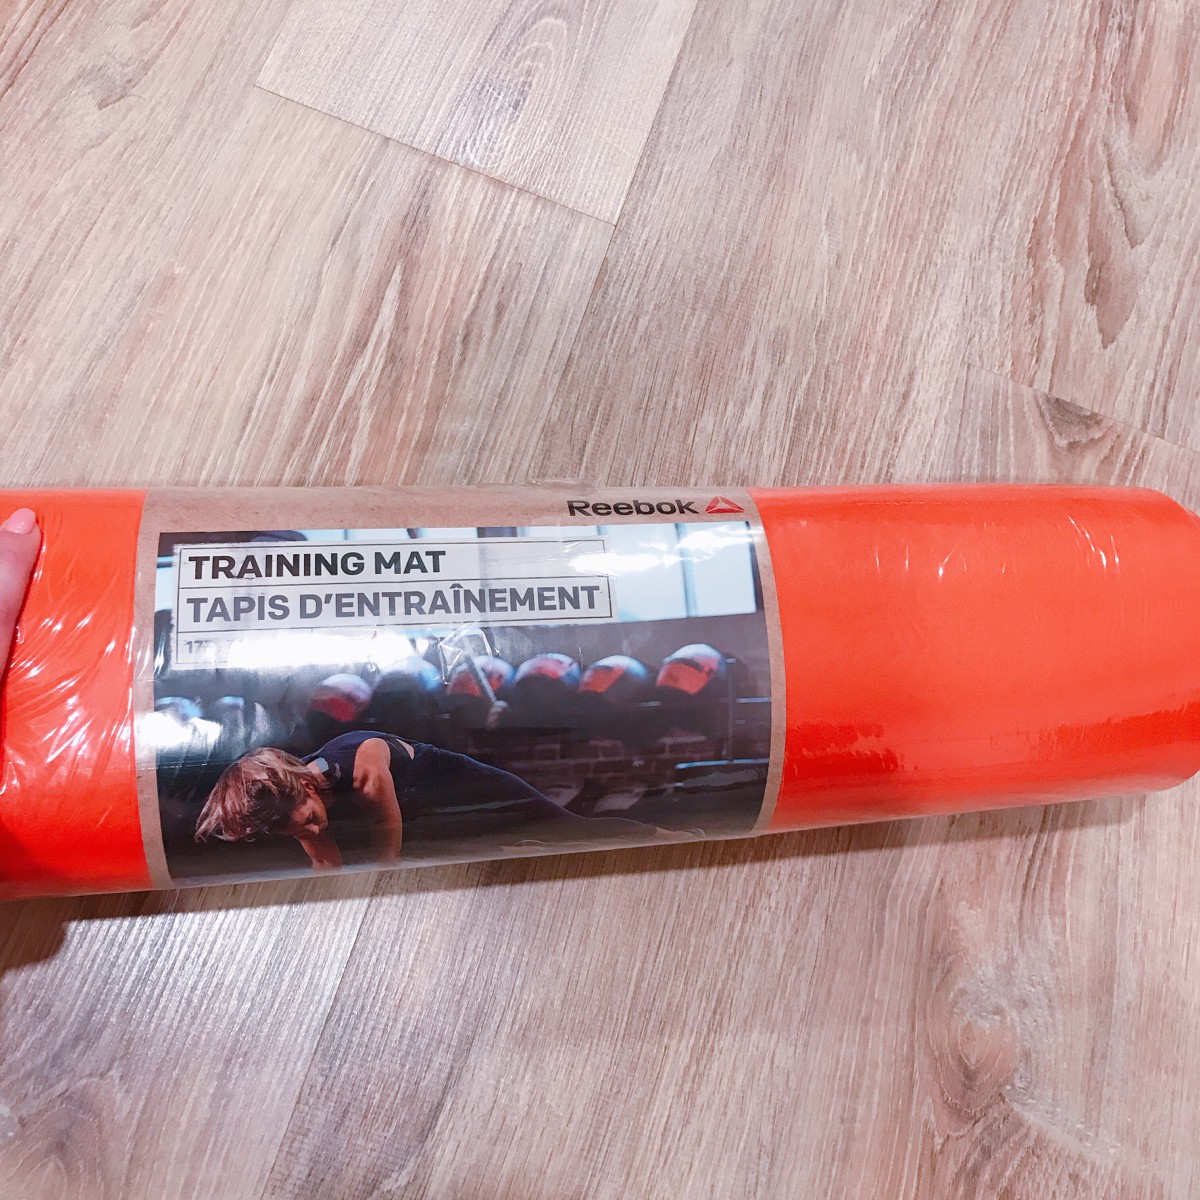 Reebok
TRAINING MAT
TAPIS D'ENTRAÎNEMENT